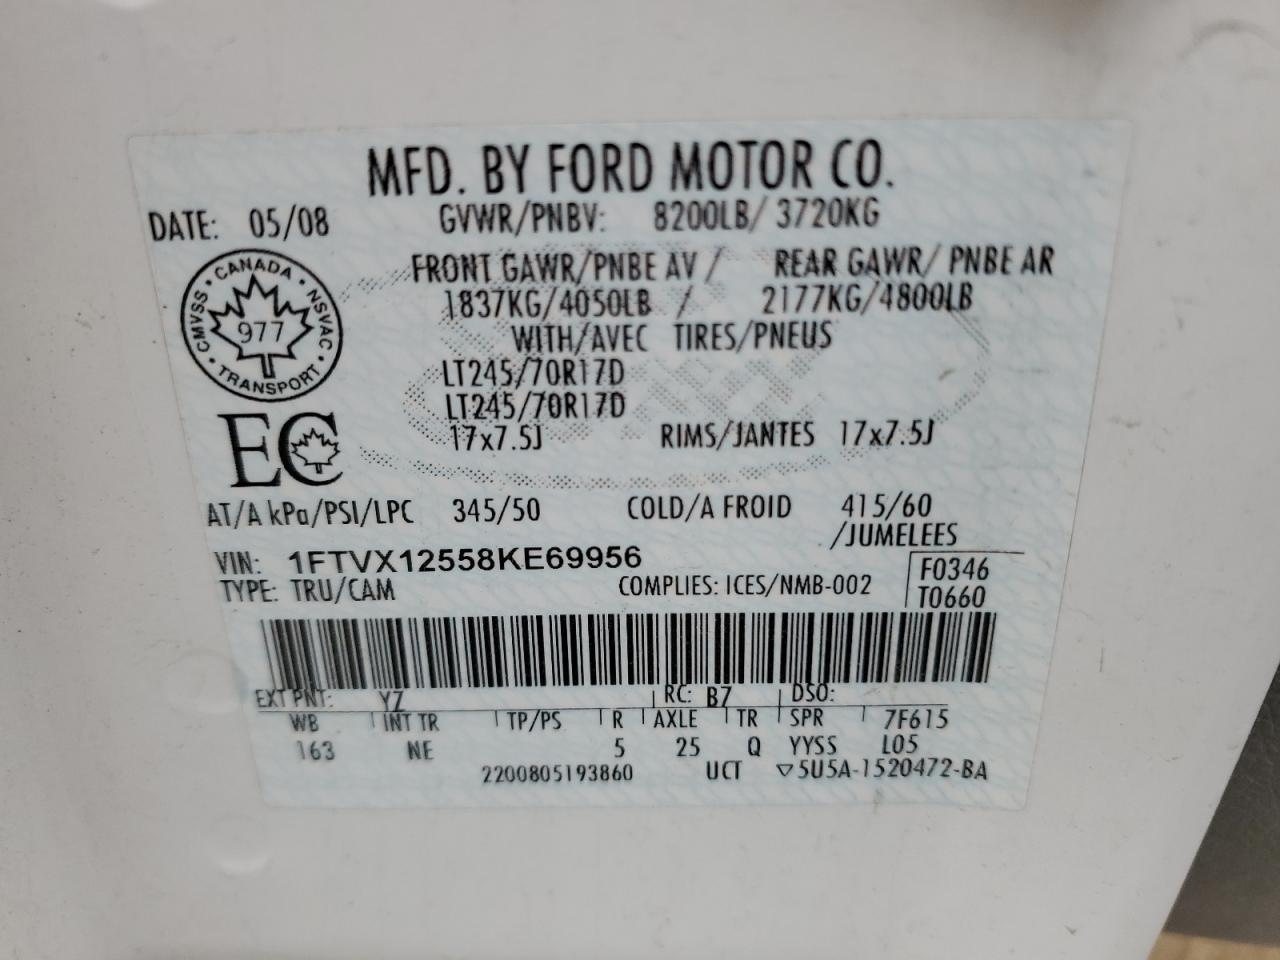 MFD. BY FORD MOTOR CO.
DATE: 05/08 GVWR/PNBV: 8200LB/ 3720KG
CANADA · NSVAC · TRANSPORT · CMVSS ·
977
FRONT GAWR/PNBE AV / REAR GAWR/ PNBE AR
1837KG/4050LB / 2177KG/4800LB
WITH/AVEC TIRES/PNEUS
LT245/70R17D
LT245/70R17D
17x7.5J RIMS/JANTES 17x7.5J
EC
AT/A kPa/PSI/LPC 345/50 COLD/A FROID 415/60
/JUMELEES
VIN: 1FTVX12558KE69956
F0346
TYPE: TRU/CAM COMPLIES: ICES/NMB-002
T0660
EXT PNT: YZ RC: B7 DSO:
WB INT TR TP/PS R AXLE TR SPR 7F615
163 NE 5 25 Q YYSS L05
2200805193860 UCT ▽5U5A-1520472-BA